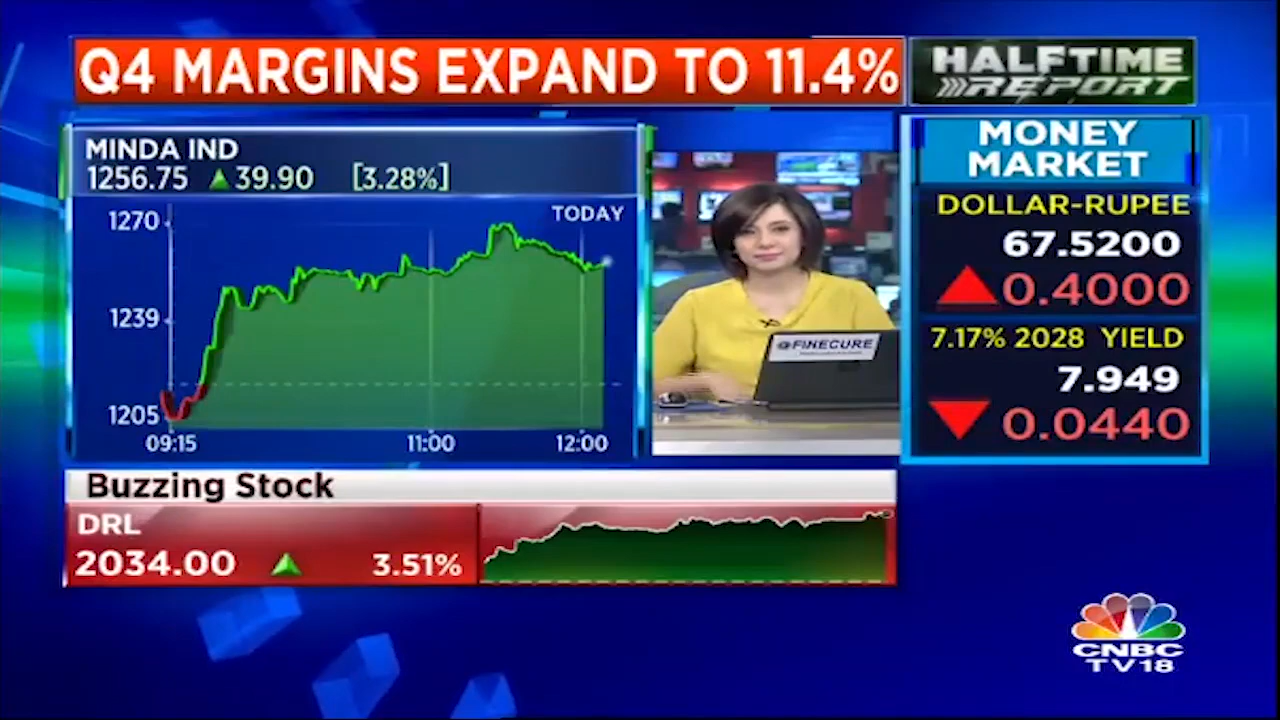 Q4 MARGINS EXPAND TO 11.4%
HALFTIME
REPORT
MINDA IND
1256.75 ▲ 39.90 [3.28%]
TODAY
1270
1239
1205
09:15 11:00 12:00
@FINECURE
MONEY
MARKET
DOLLAR-RUPEE
67.5200
▲ 0.4000
7.17% 2028 YIELD
7.949
▼ 0.0440
Buzzing Stock
DRL
2034.00 ▲ 3.51%
CNBC
TV18